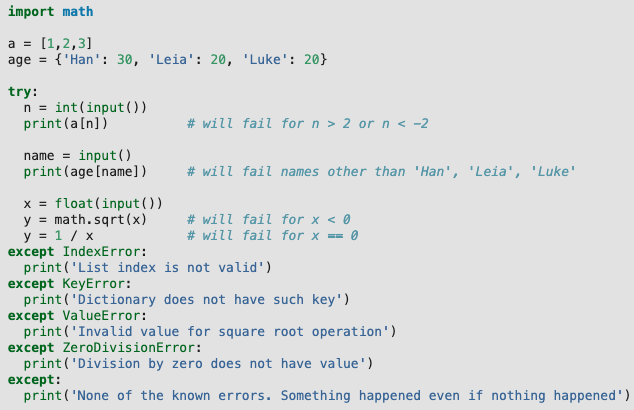 import math
a = [1,2,3]
age = {'Han': 30, 'Leia': 20, 'Luke': 20}
try:
  n = int(input())
  print(a[n])          # will fail for n > 2 or n < -2
  name = input()
  print(age[name])     # will fail names other than 'Han', 'Leia', 'Luke'
  x = float(input())
  y = math.sqrt(x)     # will fail for x < 0
  y = 1 / x            # will fail for x == 0
except IndexError:
  print('List index is not valid')
except KeyError:
  print('Dictionary does not have such key')
except ValueError:
  print('Invalid value for square root operation')
except ZeroDivisionError:
  print('Division by zero does not have value')
except:
  print('None of the known errors. Something happened even if nothing happened')